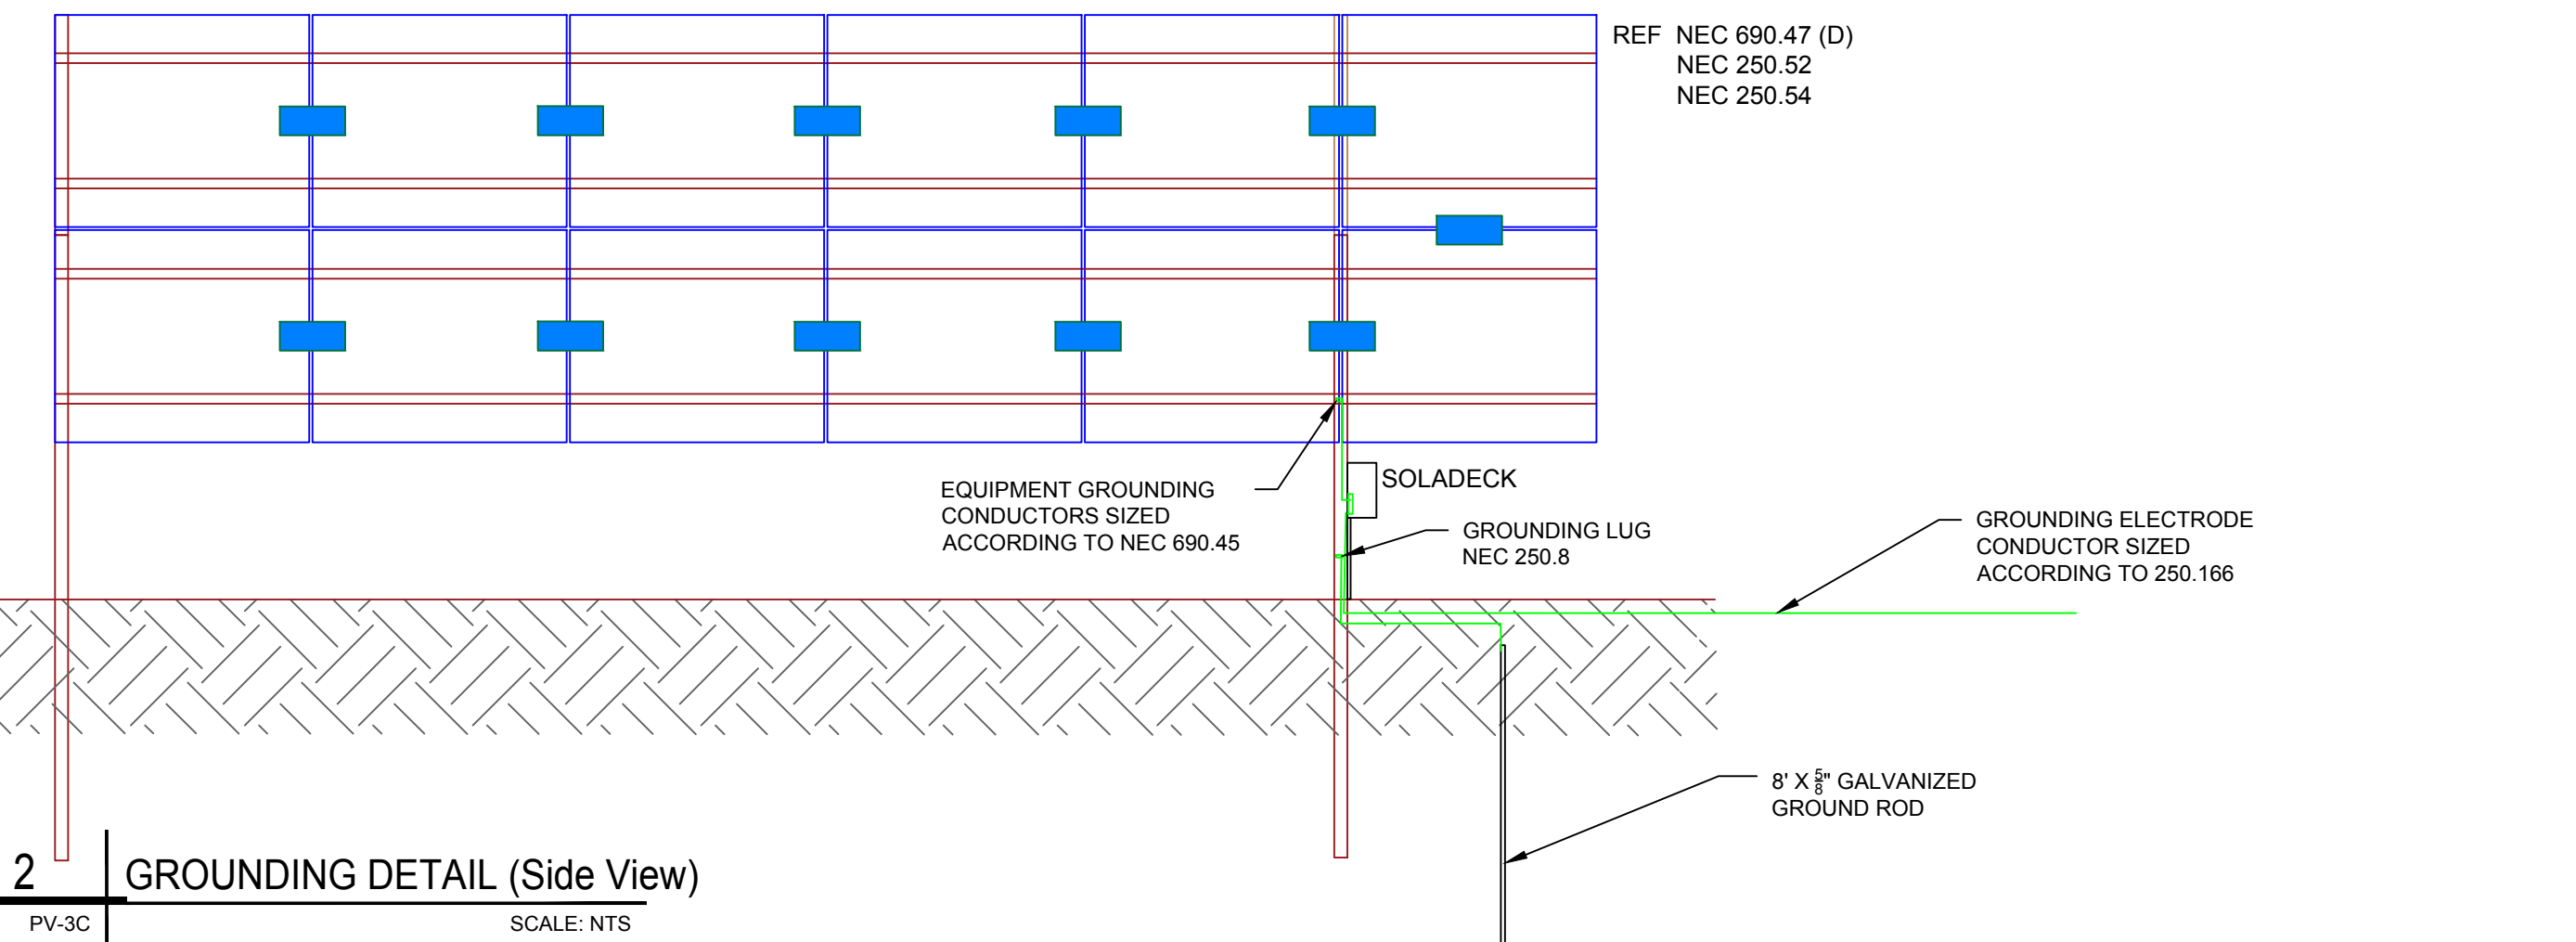 REF NEC 690.47 (D)
NEC 250.52
NEC 250.54
EQUIPMENT GROUNDING
CONDUCTORS SIZED
ACCORDING TO NEC 690.45
SOLADECK
GROUNDING LUG
NEC 250.8
GROUNDING ELECTRODE
CONDUCTOR SIZED
ACCORDING TO 250.166
8' X 5/8" GALVANIZED
GROUND ROD
2
GROUNDING DETAIL (Side View)
PV-3C
SCALE: NTS